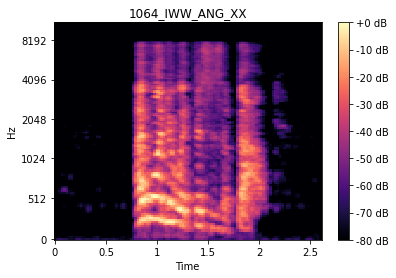 1064_IWW_ANG_XX
+0 dB
8192
-10 dB
4096
-20 dB
-30 dB
2048
Hz
-40 dB
1024
-50 dB
512
-60 dB
-70 dB
0
-80 dB
0 0.5 1 1.5 2 2.5
Time